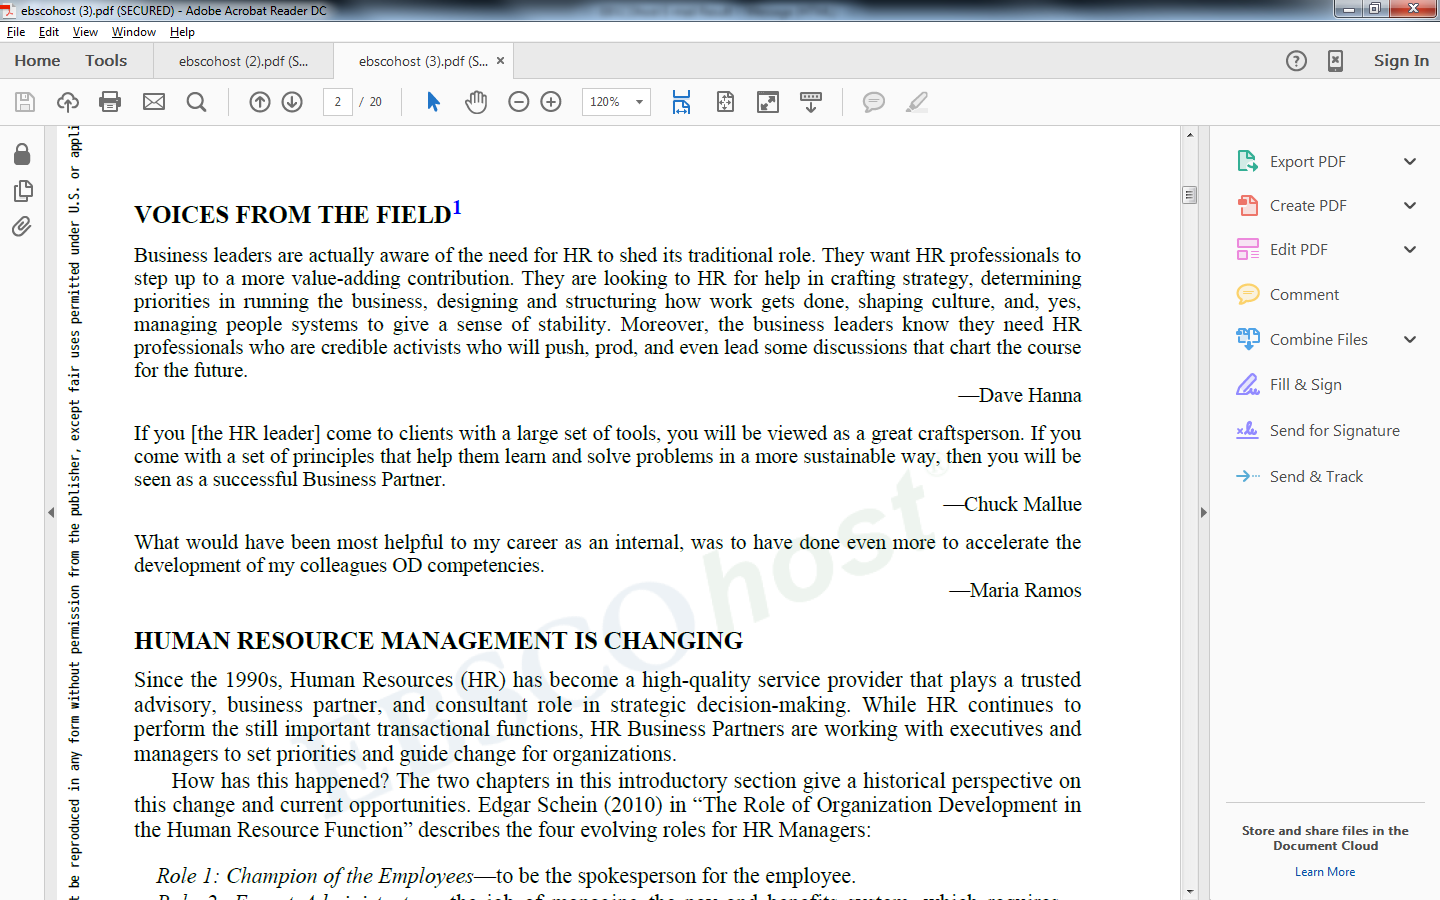 ebscohost (3).pdf (SECURED) - Adobe Acrobat Reader DC
File Edit View Window Help
Home Tools ebscohost (2).pdf (S... ebscohost (3).pdf (S... × Sign In
2 / 20 120%
t be reproduced in any form without permission from the publisher, except fair uses permitted under U.S. or appli
VOICES FROM THE FIELD1
Business leaders are actually aware of the need for HR to shed its traditional role. They want HR professionals to
step up to a more value-adding contribution. They are looking to HR for help in crafting strategy, determining
priorities in running the business, designing and structuring how work gets done, shaping culture, and, yes,
managing people systems to give a sense of stability. Moreover, the business leaders know they need HR
professionals who are credible activists who will push, prod, and even lead some discussions that chart the course
for the future.
—Dave Hanna
If you [the HR leader] come to clients with a large set of tools, you will be viewed as a great craftsperson. If you
come with a set of principles that help them learn and solve problems in a more sustainable way, then you will be
seen as a successful Business Partner.
—Chuck Mallue
What would have been most helpful to my career as an internal, was to have done even more to accelerate the
development of my colleagues OD competencies.
—Maria Ramos
HUMAN RESOURCE MANAGEMENT IS CHANGING
Since the 1990s, Human Resources (HR) has become a high-quality service provider that plays a trusted
advisory, business partner, and consultant role in strategic decision-making. While HR continues to
perform the still important transactional functions, HR Business Partners are working with executives and
managers to set priorities and guide change for organizations.
How has this happened? The two chapters in this introductory section give a historical perspective on
this change and current opportunities. Edgar Schein (2010) in “The Role of Organization Development in
the Human Resource Function” describes the four evolving roles for HR Managers:
Role 1: Champion of the Employees—to be the spokesperson for the employee.
EBSCOhost
Export PDF
Create PDF
Edit PDF
Comment
Combine Files
Fill & Sign
Send for Signature
Send & Track
Store and share files in the
Document Cloud
Learn More